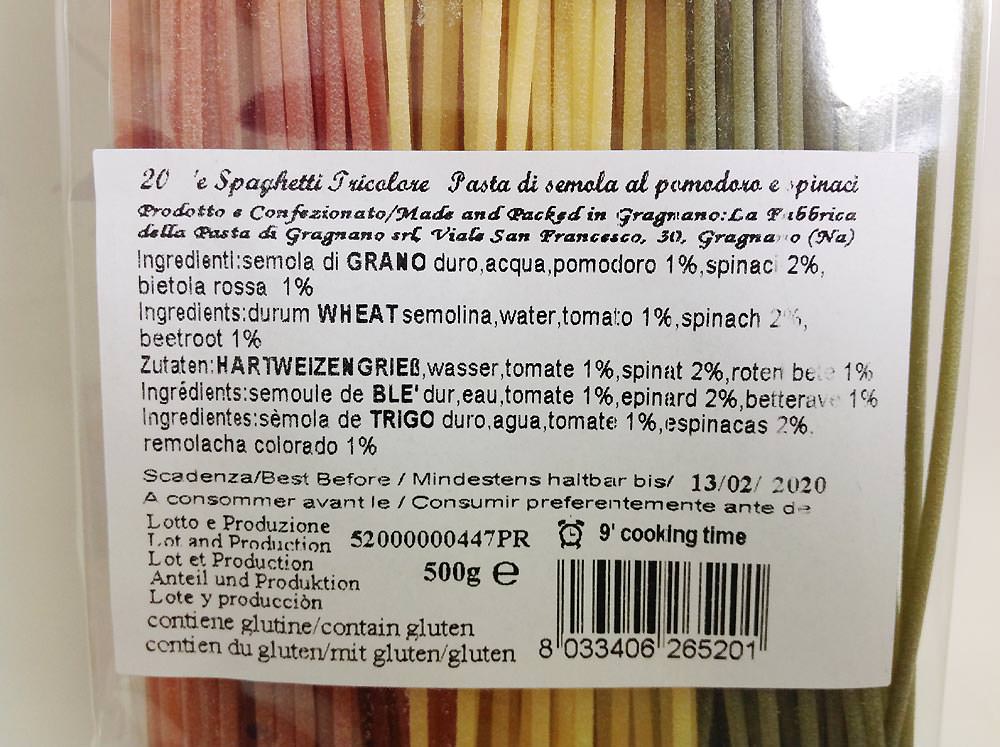 20 'e Spaghetti Tricolore Pasta di semola al pomodoro e spinaci
Prodotto e Confezionato/Made and Packed in Gragnano:La Fabbrica
della Pasta di Gragnano srl, Viale San Francesco, 30, Gragnano (Na)
Ingredienti:semola di GRANO duro,acqua,pomodoro 1%,spinaci 2%,
bietola rossa 1%
Ingredients:durum WHEAT semolina,water,tomato 1%,spinach 2%,
beetroot 1%
Zutaten:HARTWEIZENGRIEß,wasser,tomate 1%,spinat 2%,roten bete 1%
Ingrédients:semoule de BLE' dur,eau,tomate 1%,epinard 2%,betterave 1%
Ingredientes:sèmola de TRIGO duro,agua,tomate 1%,espinacas 2%.
remolacha colorado 1%
Scadenza/Best Before / Mindestens haltbar bis/ 13/02/ 2020
A consommer avant le / Consumir preferentemente ante de
Lotto e Produzione
Lot and Production 52000000447PR 9' cooking time
Lot et Production
Anteil und Produktion 500g e
Lote y producciòn
contiene glutine/contain gluten
contien du gluten/mit gluten/gluten
8 033406 265201